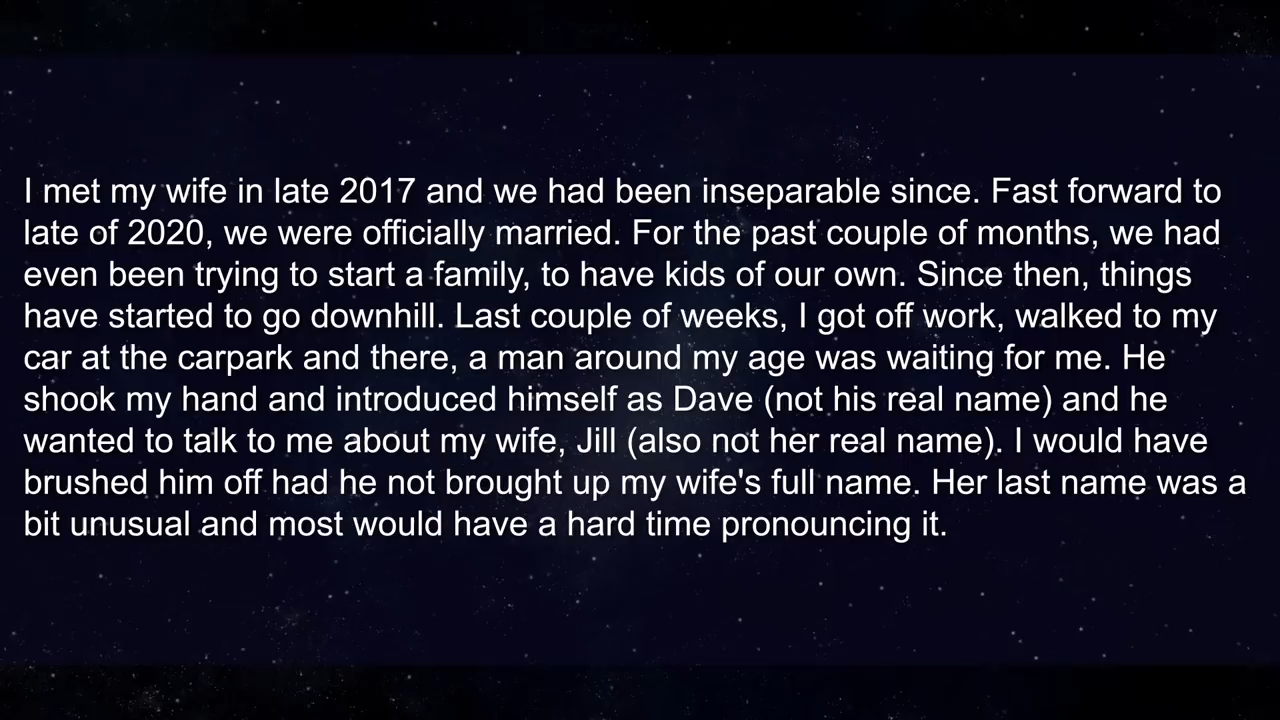 I met my wife in late 2017 and we had been inseparable since. Fast forward to
late of 2020, we were officially married. For the past couple of months, we had
even been trying to start a family, to have kids of our own. Since then, things
have started to go downhill. Last couple of weeks, I got off work, walked to my
car at the carpark and there, a man around my age was waiting for me. He
shook my hand and introduced himself as Dave (not his real name) and he
wanted to talk to me about my wife, Jill (also not her real name). I would have
brushed him off had he not brought up my wife's full name. Her last name was a
bit unusual and most would have a hard time pronouncing it.